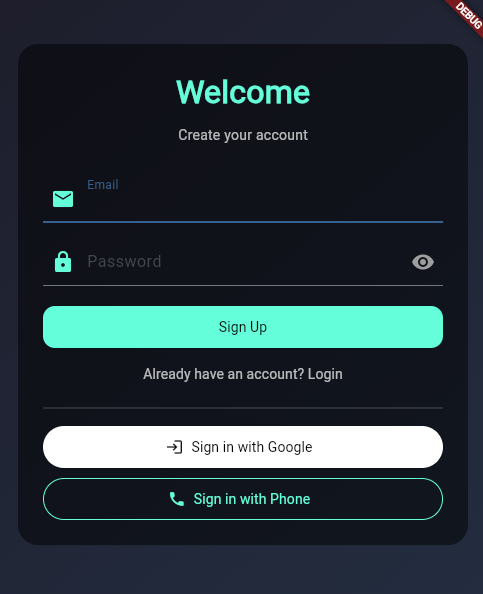 DEBUG
Welcome
Create your account
Email
Password
Sign Up
Already have an account? Login
Sign in with Google
Sign in with Phone